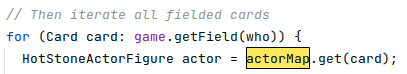 // Then iterate all fielded cards
for (Card card: game.getField(who)) {
HotStoneActorFigure actor = actorMap.get(card);